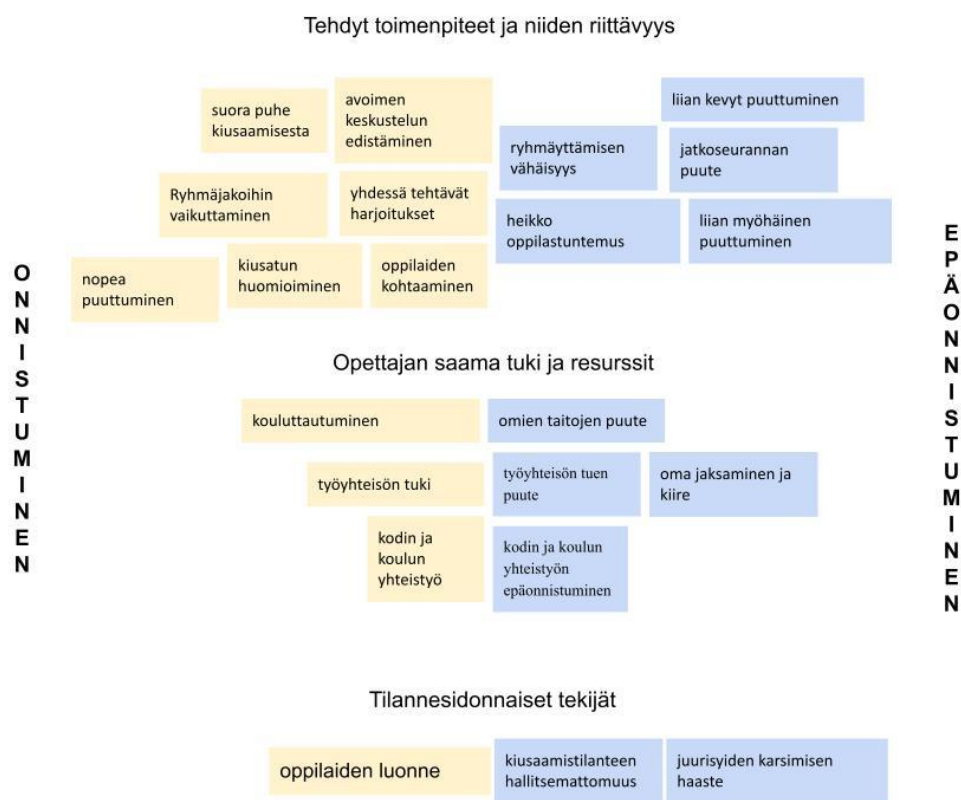 Tehdyt toimenpiteet ja niiden riittävyys
suora puhe
kiusaamisesta
avoimen
keskustelun
edistäminen
liian kevyt puuttuminen
ryhmäyttämisen
vähäisyys
jatkoseurannan
puute
Ryhmäjakoihin
vaikuttaminen
yhdessä tehtävät
harjoitukset
heikko
oppilastuntemus
liian myöhäinen
puuttuminen
nopea
puuttuminen
kiusatun
huomioiminen
oppilaiden
kohtaaminen
ONNISTUMINEN
EPÄONNISTUMINEN
Opettajan saama tuki ja resurssit
kouluttautuminen
omien taitojen puute
työyhteisön tuki
työyhteisön tuen
puute
oma jaksaminen ja
kiire
kodin ja
koulun
yhteistyö
kodin ja koulun
yhteistyön
epäonnistuminen
Tilannesidonnaiset tekijät
oppilaiden luonne
kiusaamistilanteen
hallitsemattomuus
juurisyiden karsimisen
haaste